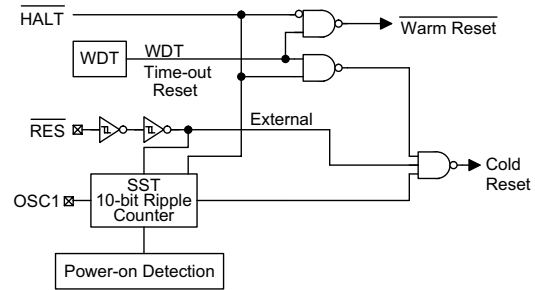 HALT
Warm Reset
WDT
WDT
Time-out
Reset
RES
External
Cold
Reset
OSC1
SST
10-bit Ripple
Counter
Power-on Detection